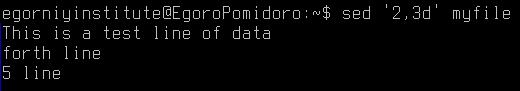 egorniyinstitute@EgoroPomidoro:~$ sed '2,3d' myfile
This is a test line of data
forth line
5 line